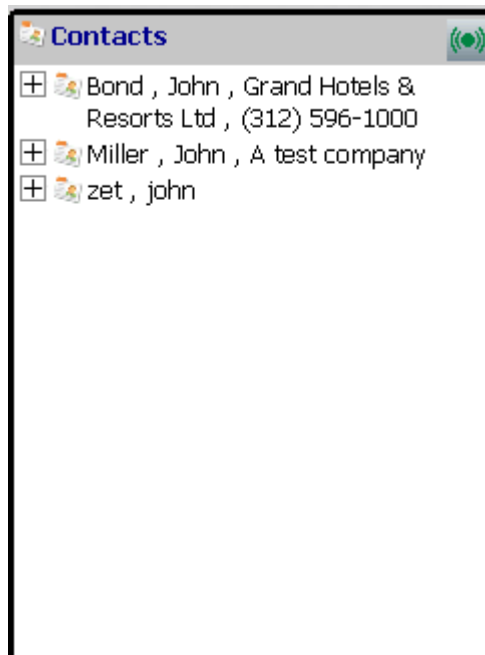 Contacts
Bond , John , Grand Hotels &
Resorts Ltd , (312) 596-1000
Miller , John , A test company
zet , john